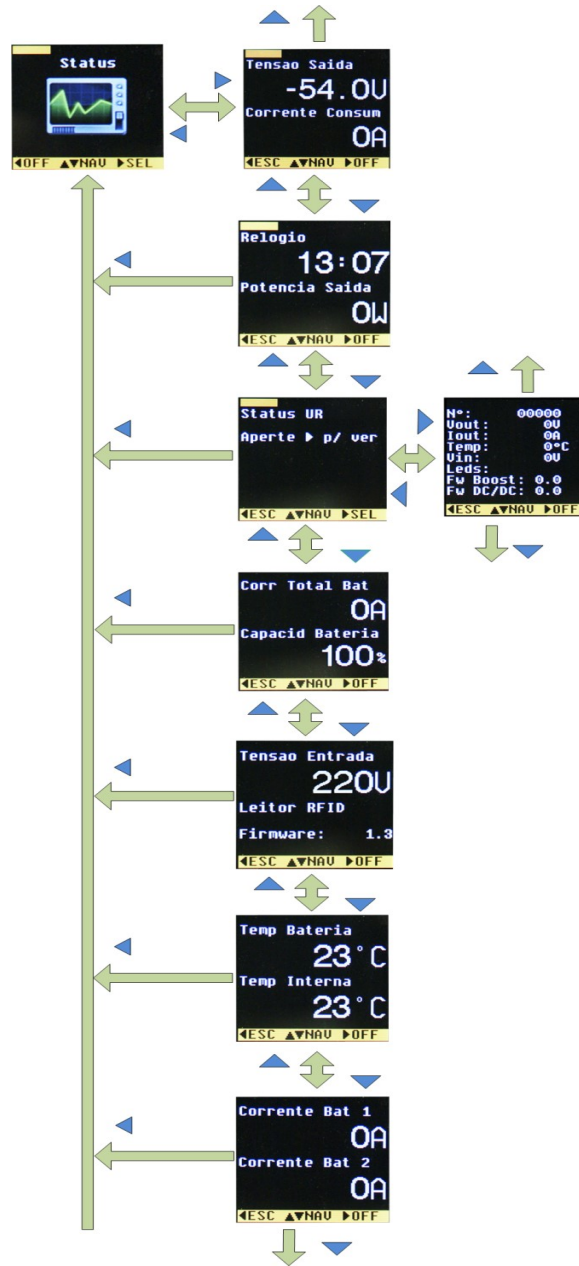 Status
◀OFF ▲▼NAV ▶SEL
Tensao Saida
-54.0V
Corrente Consum
0A
◀ESC ▲▼NAV ▶OFF
Relogio
13:07
Potencia Saida
0W
◀ESC ▲▼NAV ▶OFF
Status UR
Aperte ▶ p/ ver
◀ESC ▲▼NAV ▶SEL
Nº: 00000
Vout: 0V
Iout: 0A
Temp: 0°C
Vin: 0V
Leds:
Fw Boost: 0.0
Fw DC/DC: 0.0
◀ESC ▲▼NAV ▶OFF
Corr Total Bat
0A
Capacid Bateria
100%
◀ESC ▲▼NAV ▶OFF
Tensao Entrada
220V
Leitor RFID
Firmware: 1.3
◀ESC ▲▼NAV ▶OFF
Temp Bateria
23°C
Temp Interna
23°C
◀ESC ▲▼NAV ▶OFF
Corrente Bat 1
0A
Corrente Bat 2
0A
◀ESC ▲▼NAV ▶OFF